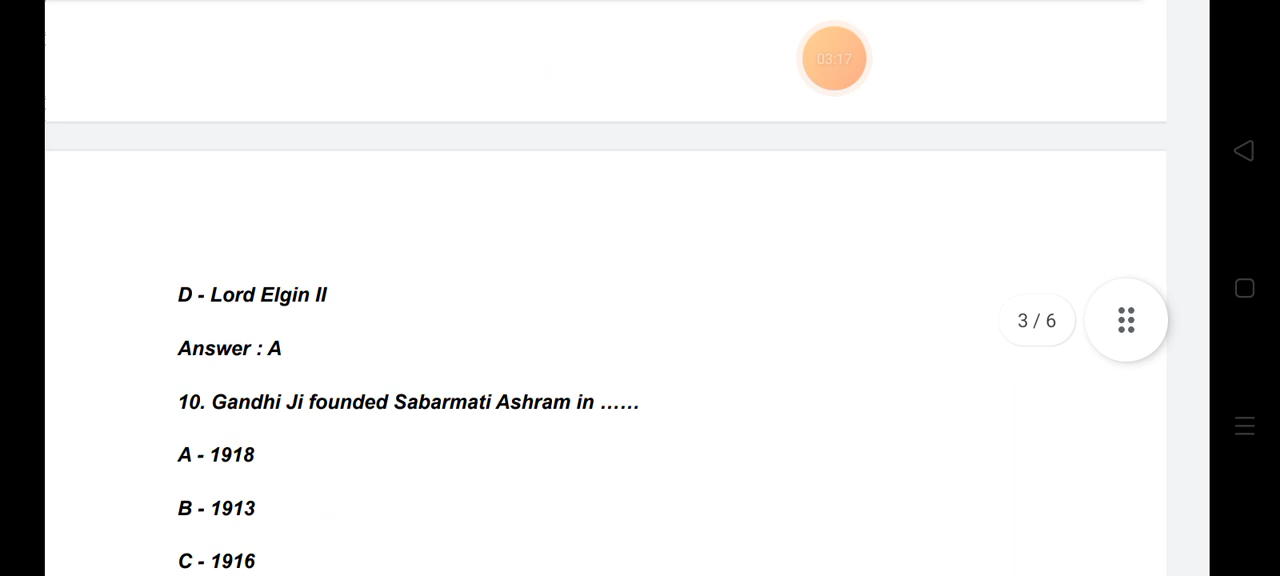 03:17
D - Lord Elgin II
3 / 6
Answer : A
10. Gandhi Ji founded Sabarmati Ashram in ......
A - 1918
B - 1913
C - 1916